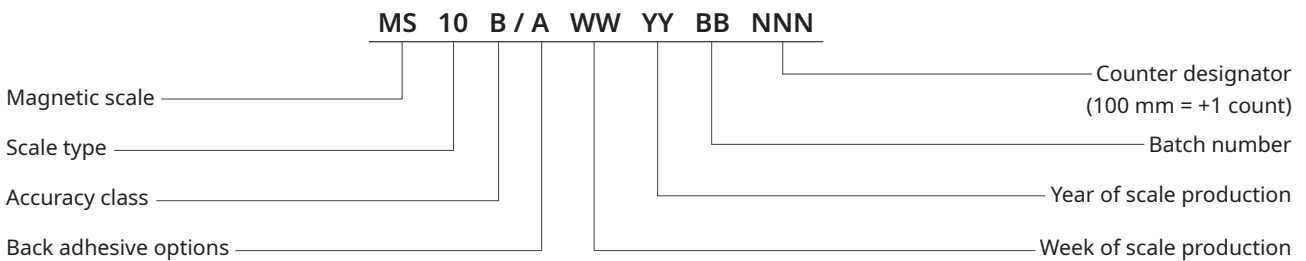 MS 10 B / A WW YY BB NNN
Magnetic scale
Scale type
Accuracy class
Back adhesive options
Counter designator
(100 mm = +1 count)
Batch number
Year of scale production
Week of scale production